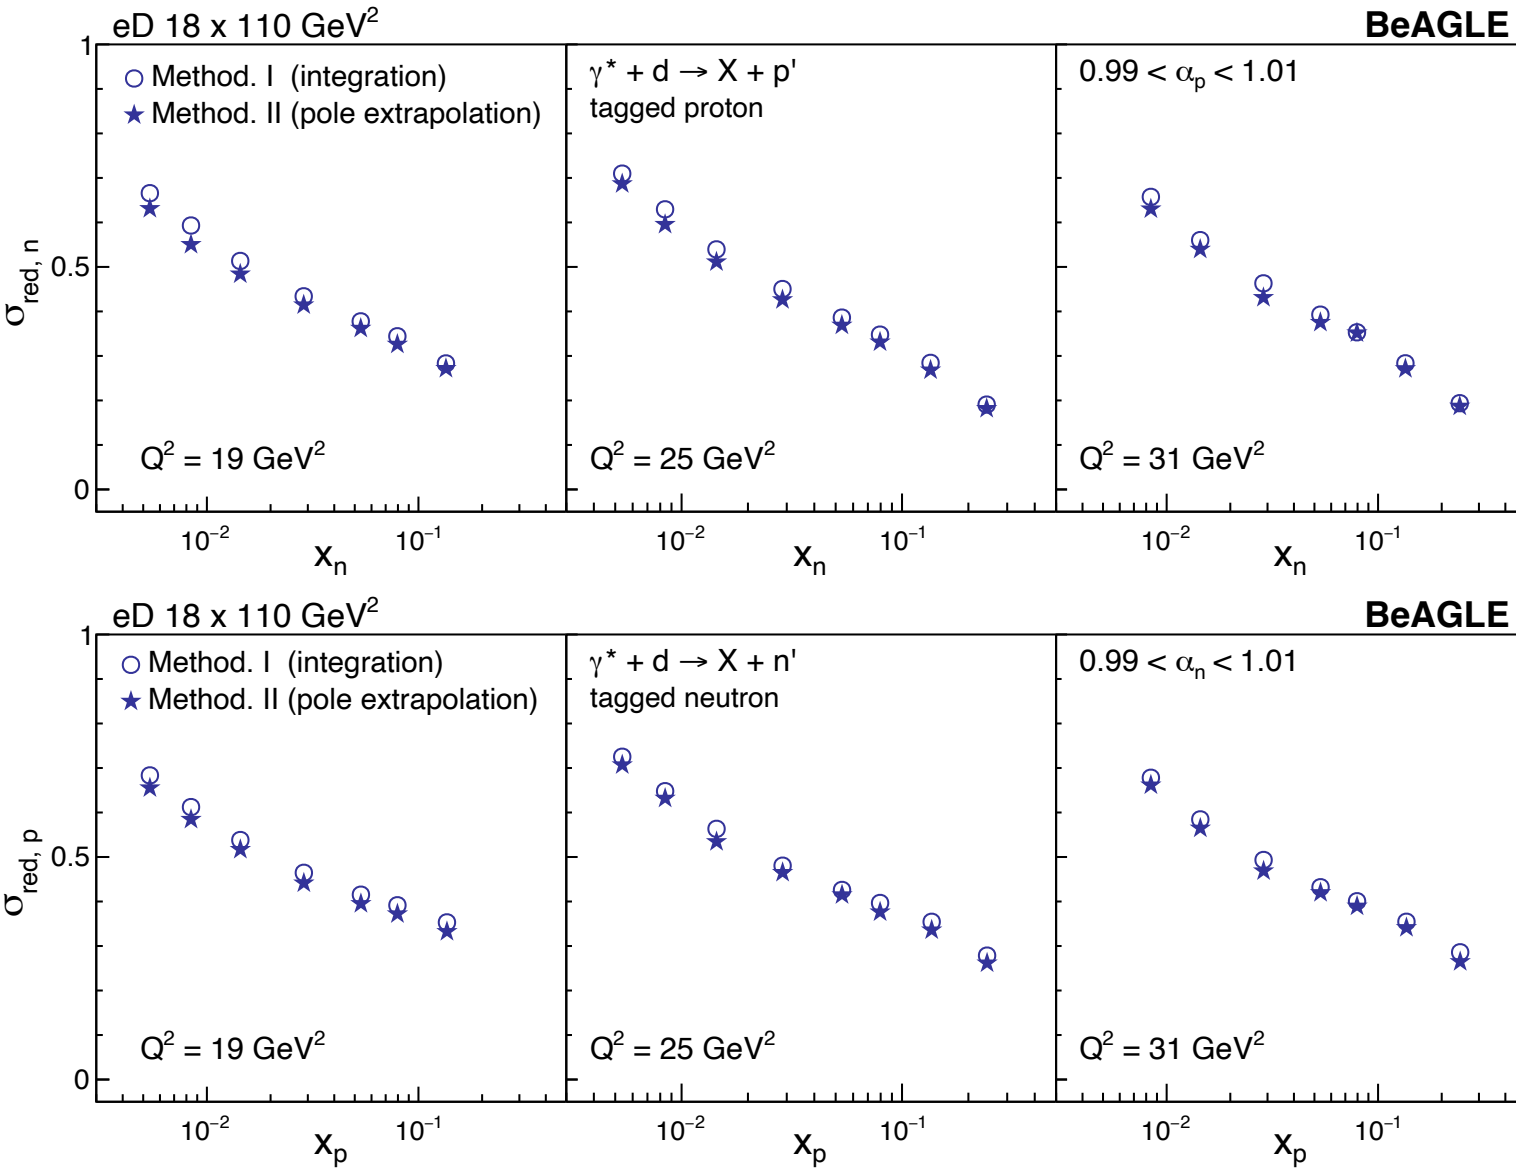 eD 18 x 110 GeV² BeAGLE
1
○ Method. I (integration)
★ Method. II (pole extrapolation)
γ* + d → X + p'
tagged proton
0.99 < αₚ < 1.01
σ_red, n
0.5
Q² = 19 GeV² Q² = 25 GeV² Q² = 31 GeV²
0
10⁻² 10⁻¹ 10⁻² 10⁻¹ 10⁻² 10⁻¹
xₙ xₙ xₙ
eD 18 x 110 GeV² BeAGLE
1
○ Method. I (integration)
★ Method. II (pole extrapolation)
γ* + d → X + n'
tagged neutron
0.99 < αₙ < 1.01
σ_red, p
0.5
Q² = 19 GeV² Q² = 25 GeV² Q² = 31 GeV²
0
10⁻² 10⁻¹ 10⁻² 10⁻¹ 10⁻² 10⁻¹
xₚ xₚ xₚ